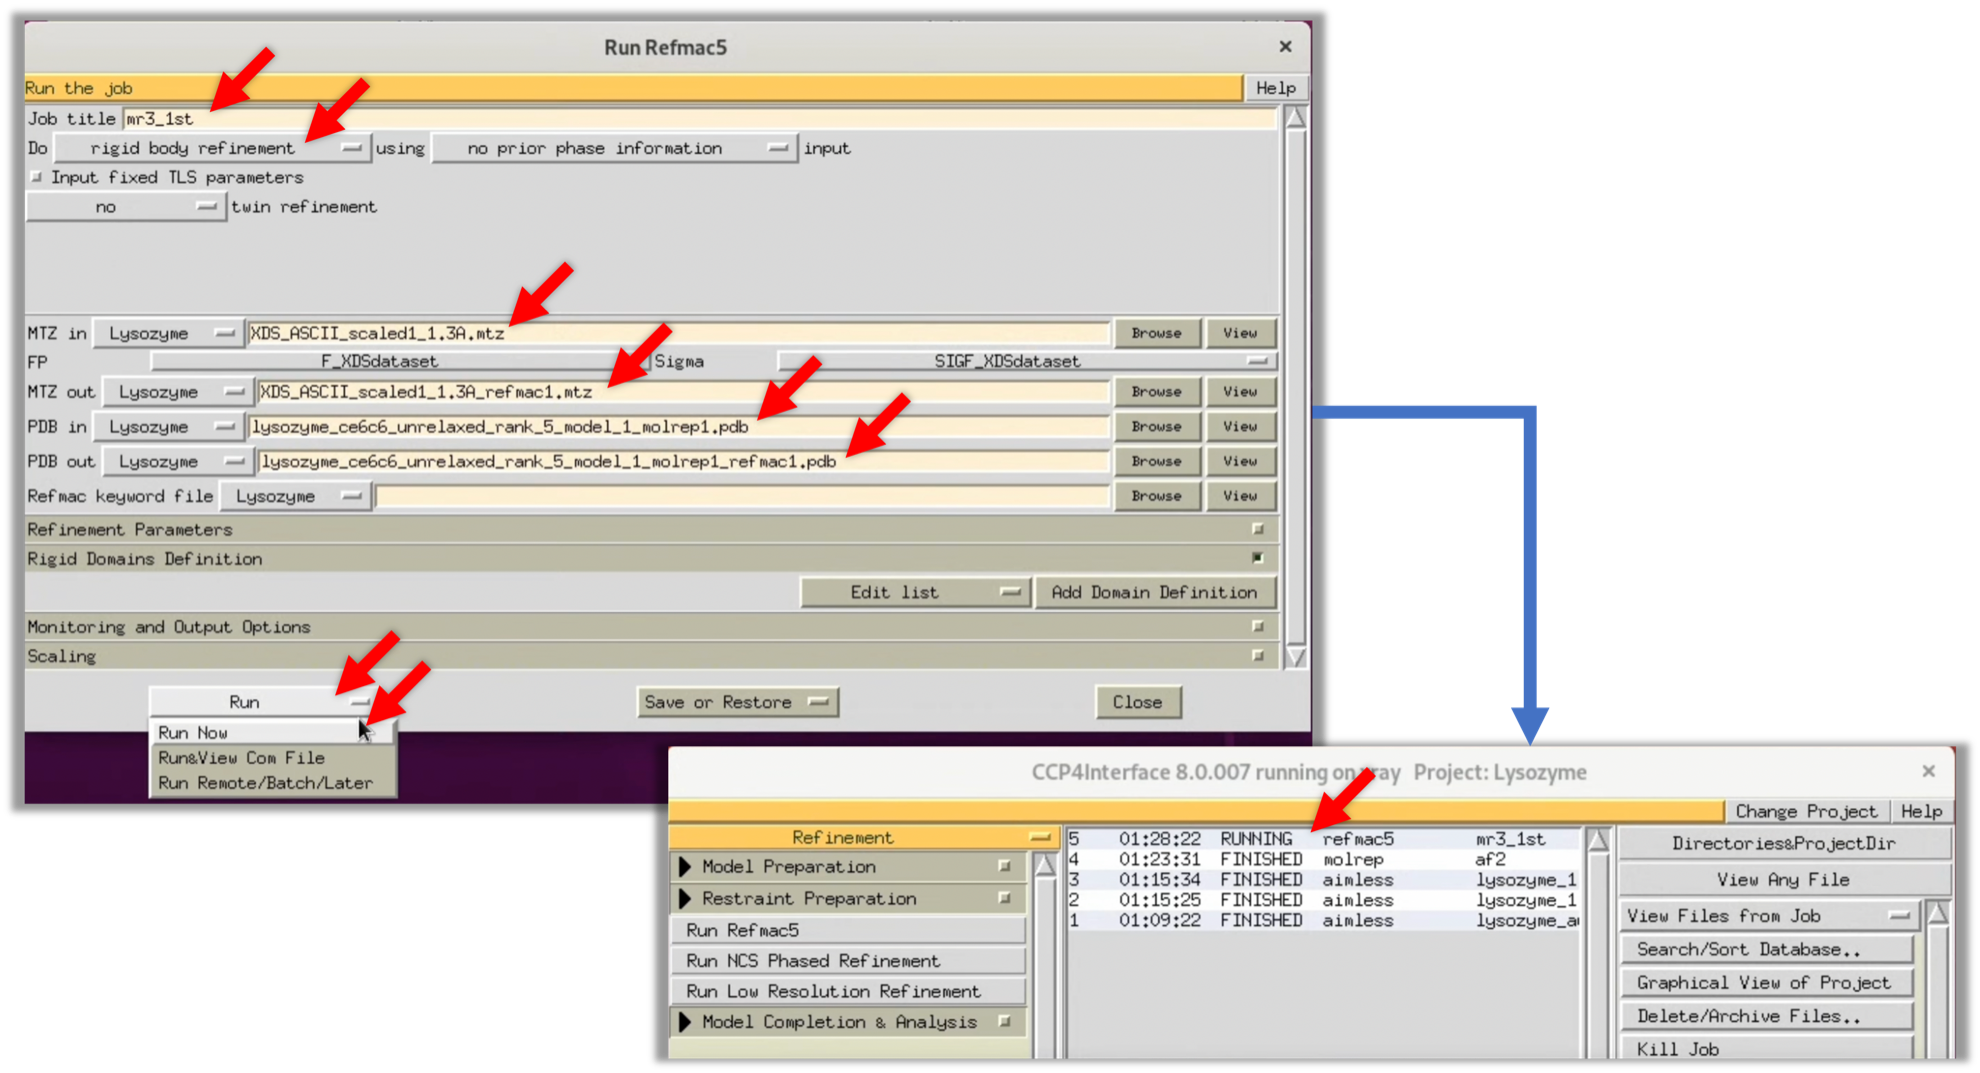 Run Refmac5
Run the job Help
Job title mr3_1st
Do rigid body refinement using no prior phase information input
Input fixed TLS parameters
no twin refinement
MTZ in Lysozyme XDS_ASCII_scaled1_1.3A.mtz Browse View
FP F_XDSdataset Sigma SIGF_XDSdataset
MTZ out Lysozyme XDS_ASCII_scaled1_1.3A_refmac1.mtz Browse View
PDB in Lysozyme lysozyme_ce6c6_unrelaxed_rank_5_model_1_molrep1.pdb Browse View
PDB out Lysozyme lysozyme_ce6c6_unrelaxed_rank_5_model_1_molrep1_refmac1.pdb Browse View
Refmac keyword file Lysozyme Browse View
Refinement Parameters
Rigid Domains Definition
Edit list Add Domain Definition
Monitoring and Output Options
Scaling
Run Save or Restore Close
Run Now
Run&View Com File
Run Remote/Batch/Later
CCP4Interface 8.0.007 running on Project: Lysozyme
Change Project Help
Refinement
Model Preparation
Restraint Preparation
Run Refmac5
Run NCS Phased Refinement
Run Low Resolution Refinement
Model Completion & Analysis
5 01:28:22 RUNNING refmac5 mr3_1st
4 01:23:31 FINISHED molrep af2
3 01:15:34 FINISHED aimless lysozyme_1
2 01:15:25 FINISHED aimless lysozyme_1
1 01:09:22 FINISHED aimless lysozyme_a
Directories&ProjectDir
View Any File
View Files from Job
Search/Sort Database..
Graphical View of Project
Delete/Archive Files..
Kill Job